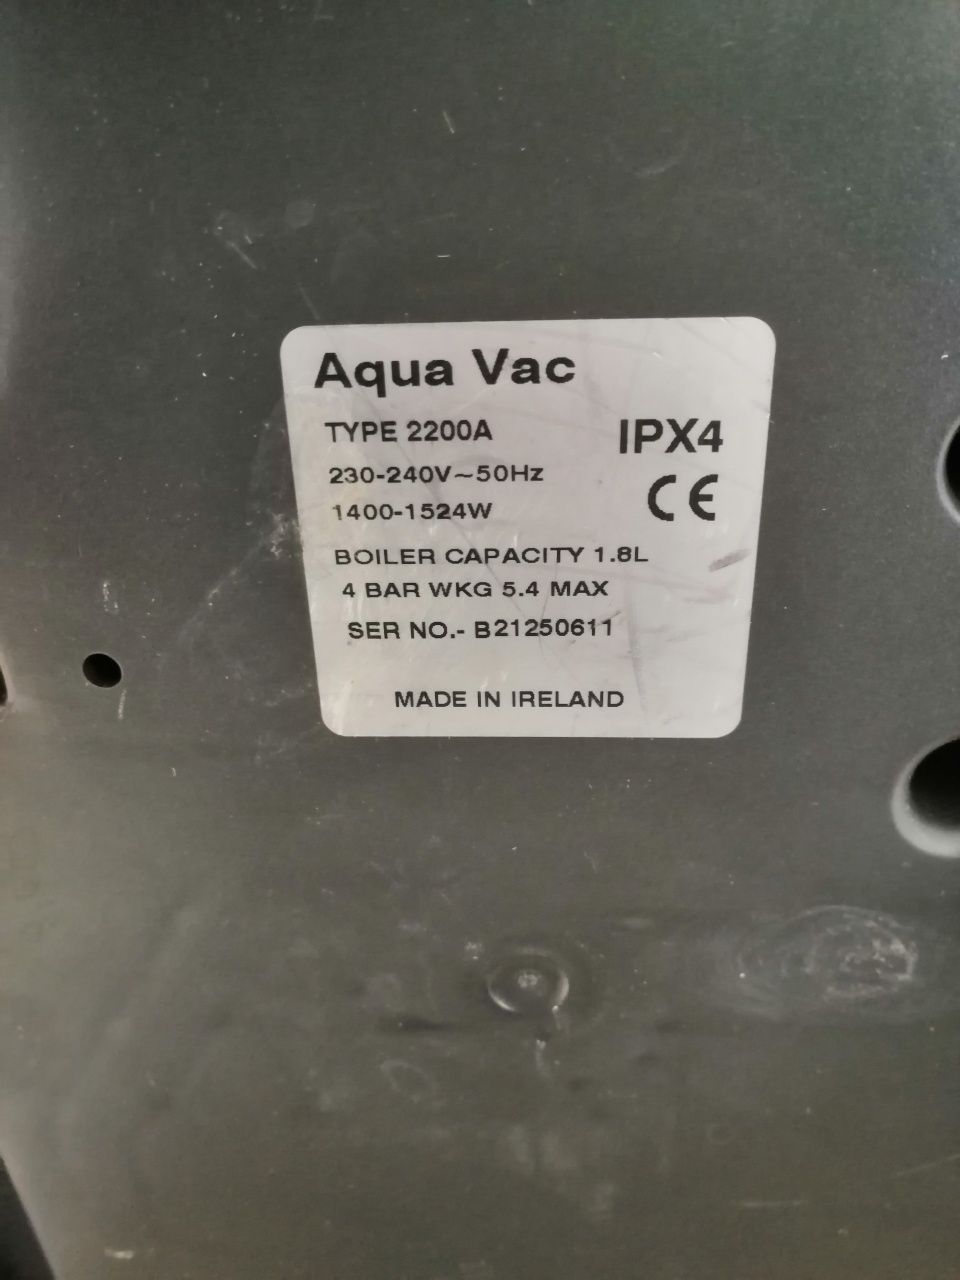 Aqua Vac
TYPE 2200A
IPX4
230-240V~50Hz
CE
1400-1524W
BOILER CAPACITY 1.8L
4 BAR WKG 5.4 MAX
SER NO.- B21250611
MADE IN IRELAND